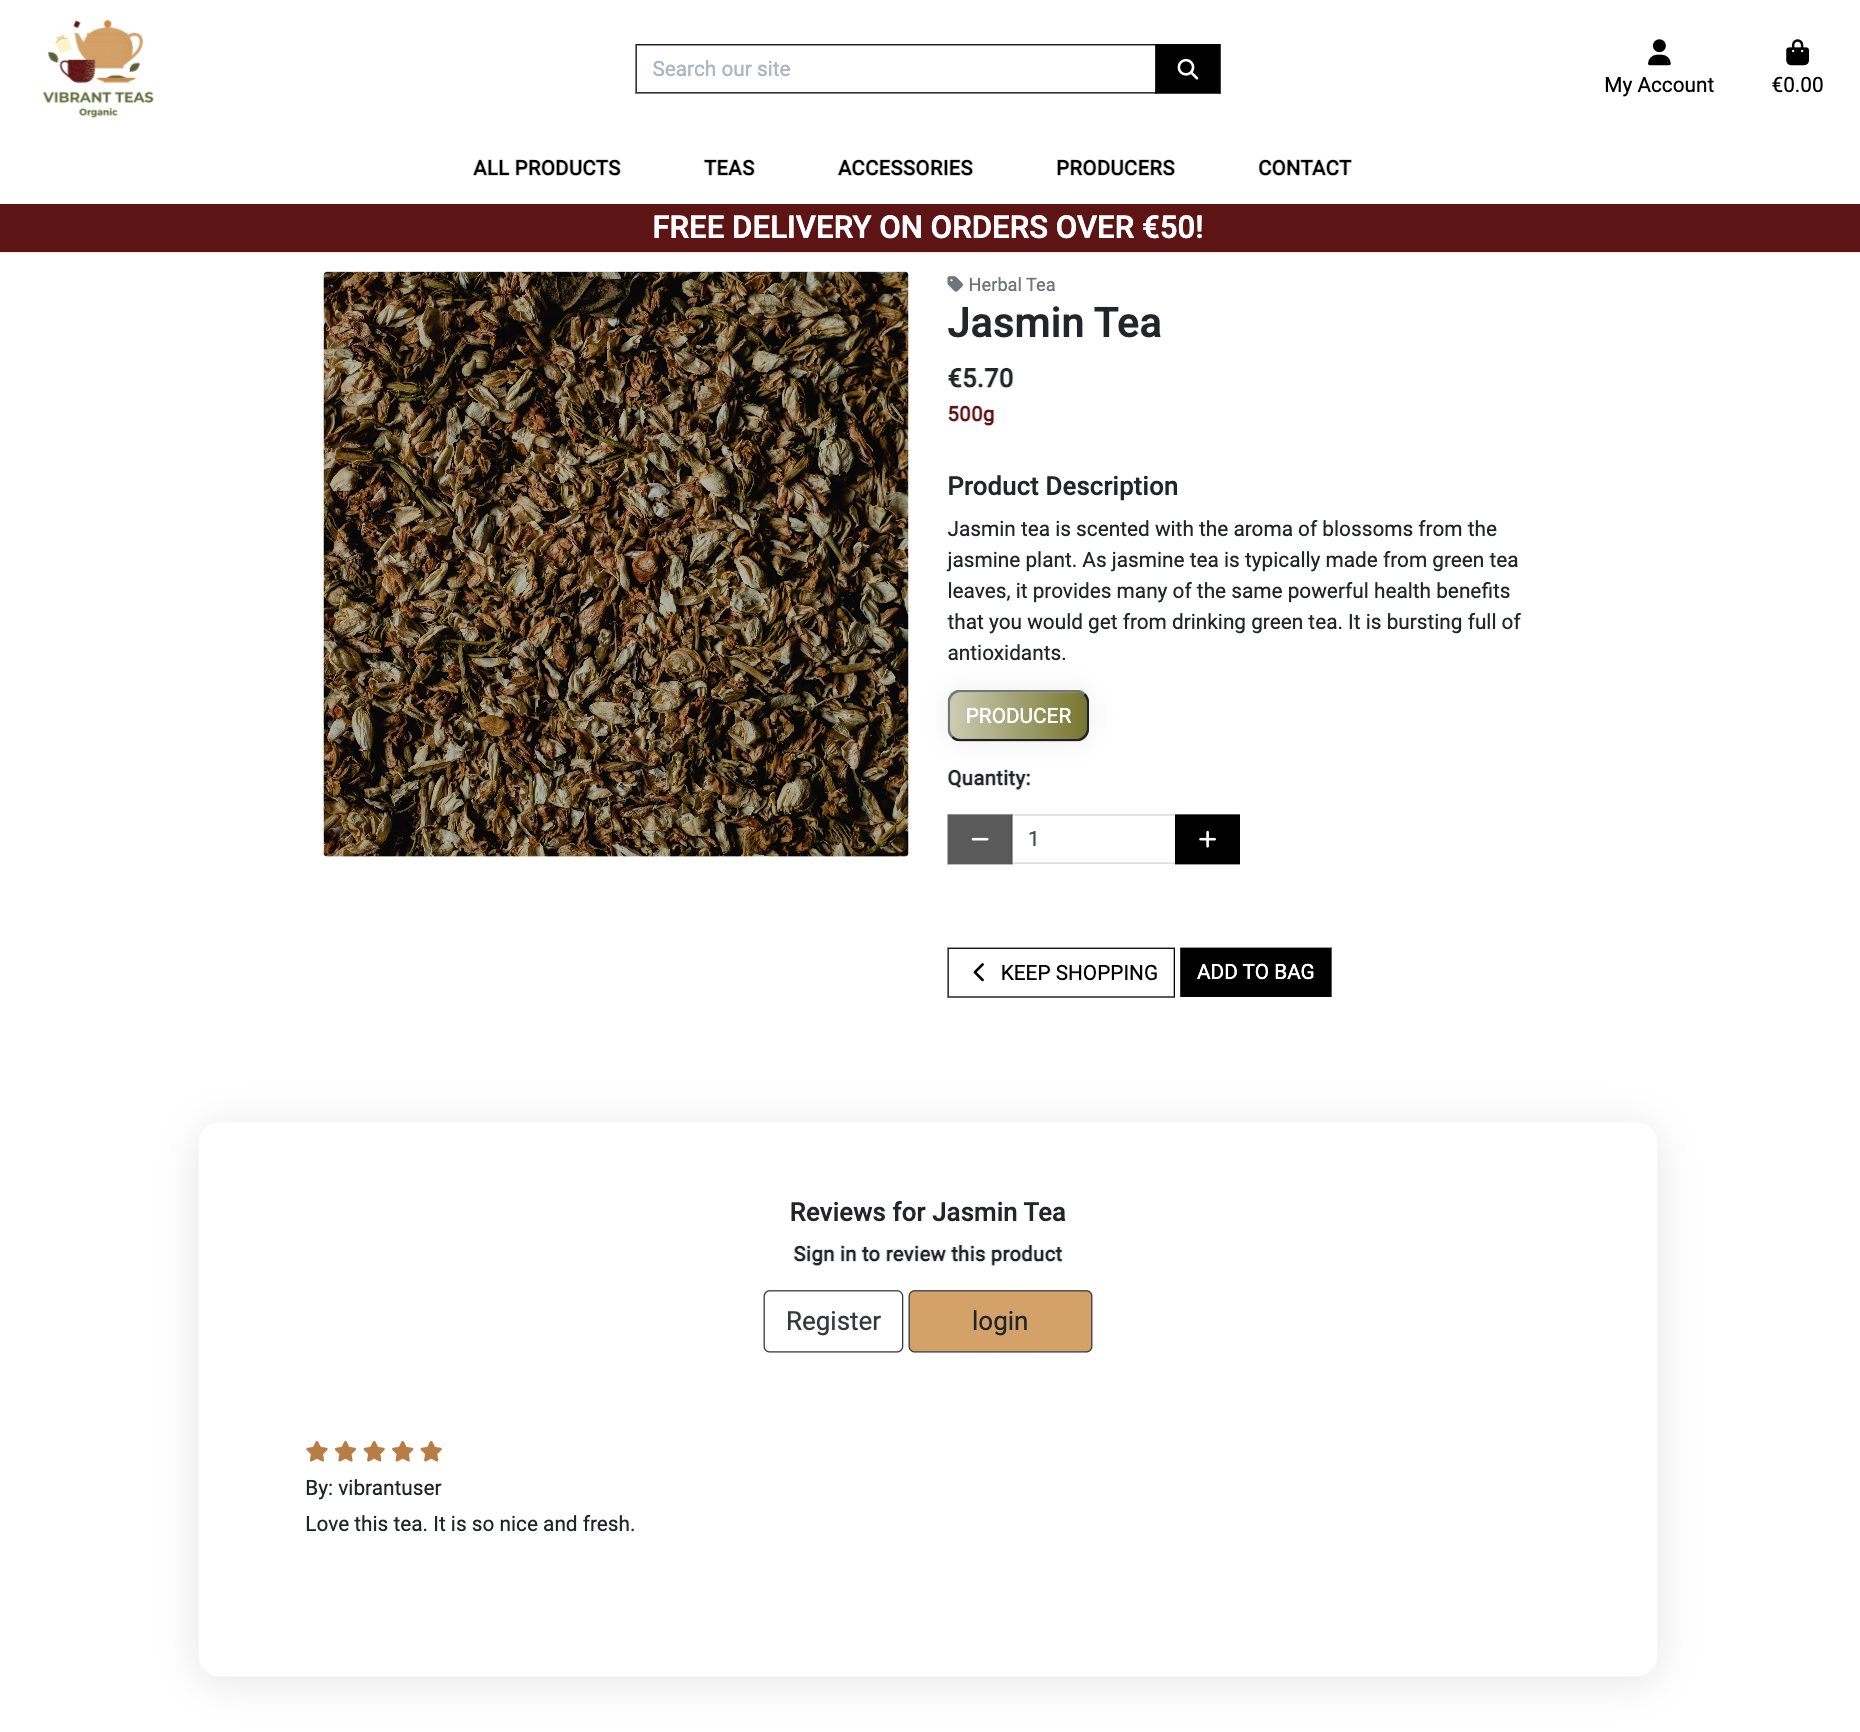 VIBRANT TEAS
Organic
Search our site
My Account
€0.00
ALL PRODUCTS
TEAS
ACCESSORIES
PRODUCERS
CONTACT
FREE DELIVERY ON ORDERS OVER €50!
Herbal Tea
Jasmin Tea
€5.70
500g
Product Description
Jasmin tea is scented with the aroma of blossoms from the
jasmine plant. As jasmine tea is typically made from green tea
leaves, it provides many of the same powerful health benefits
that you would get from drinking green tea. It is bursting full of
antioxidants.
PRODUCER
Quantity:
1
KEEP SHOPPING
ADD TO BAG
Reviews for Jasmin Tea
Sign in to review this product
Register
login
By: vibrantuser
Love this tea. It is so nice and fresh.